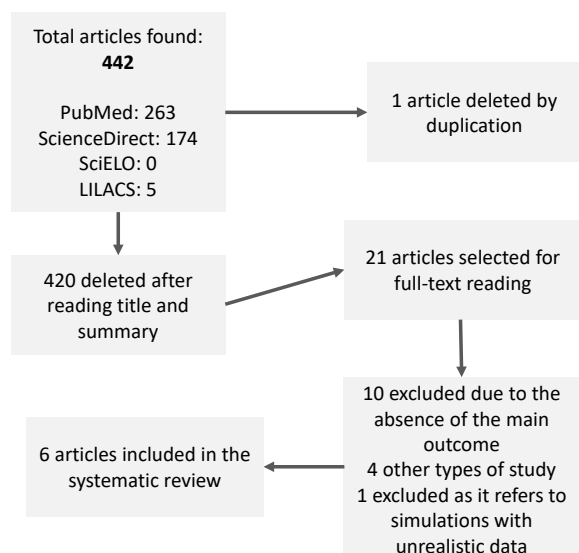 Total articles found:
442
PubMed: 263
ScienceDirect: 174
SciELO: 0
LILACS: 5
1 article deleted by
duplication
420 deleted after
reading title and
summary
21 articles selected for
full-text reading
10 excluded due to the
absence of the main
outcome
4 other types of study
1 excluded as it refers to
simulations with
unrealistic data
6 articles included in the
systematic review